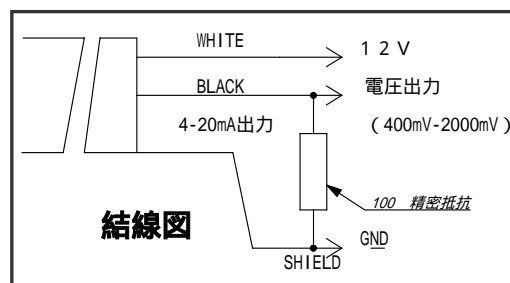 WHITE
１２Ｖ
BLACK
電圧出力
4-20mA出力
(400mV-2000mV)
100 精密抵抗
結線図
GND
SHIELD